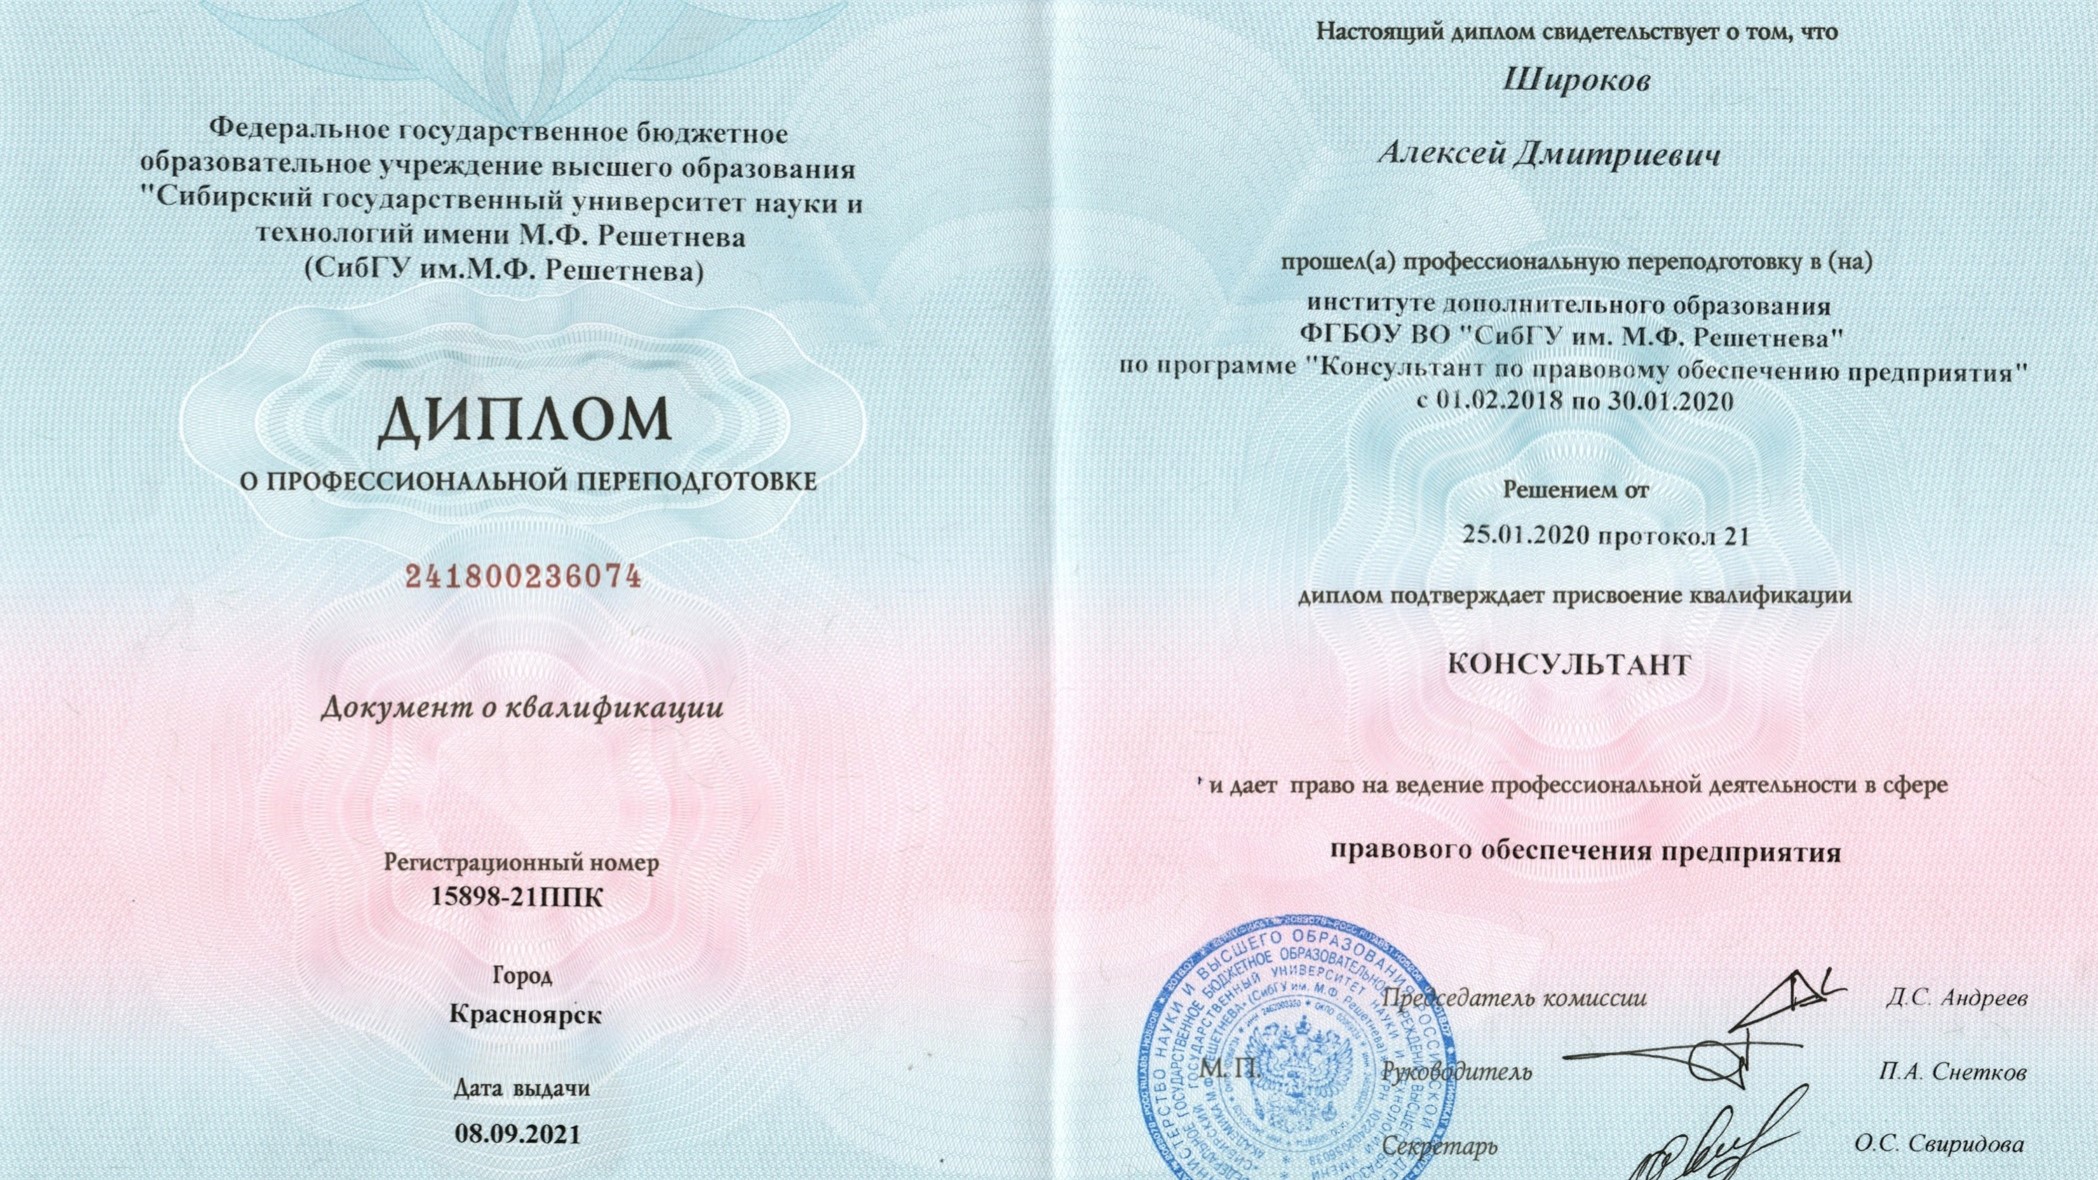 Федеральное государственное бюджетное
образовательное учреждение высшего образования
"Сибирский государственный университет науки и
технологий имени М.Ф. Решетнева
(СибГУ им.М.Ф. Решетнева)
ДИПЛОМ
О ПРОФЕССИОНАЛЬНОЙ ПЕРЕПОДГОТОВКЕ
241800236074
Документ о квалификации
Регистрационный номер
15898-21ППК
Город
Красноярск
Дата выдачи
08.09.2021
Настоящий диплом свидетельствует о том, что
Широков
Алексей Дмитриевич
прошел(а) профессиональную переподготовку в (на)
институте дополнительного образования
ФГБОУ ВО "СибГУ им. М.Ф. Решетнева"
по программе "Консультант по правовому обеспечению предприятия"
с 01.02.2018 по 30.01.2020
Решением от
25.01.2020 протокол 21
диплом подтверждает присвоение квалификации
КОНСУЛЬТАНТ
и дает право на ведение профессиональной деятельности в сфере
правового обеспечения предприятия
Председатель комиссии Д.С. Андреев
М.П.
Руководитель П.А. Снетков
Секретарь О.С. Свиридова